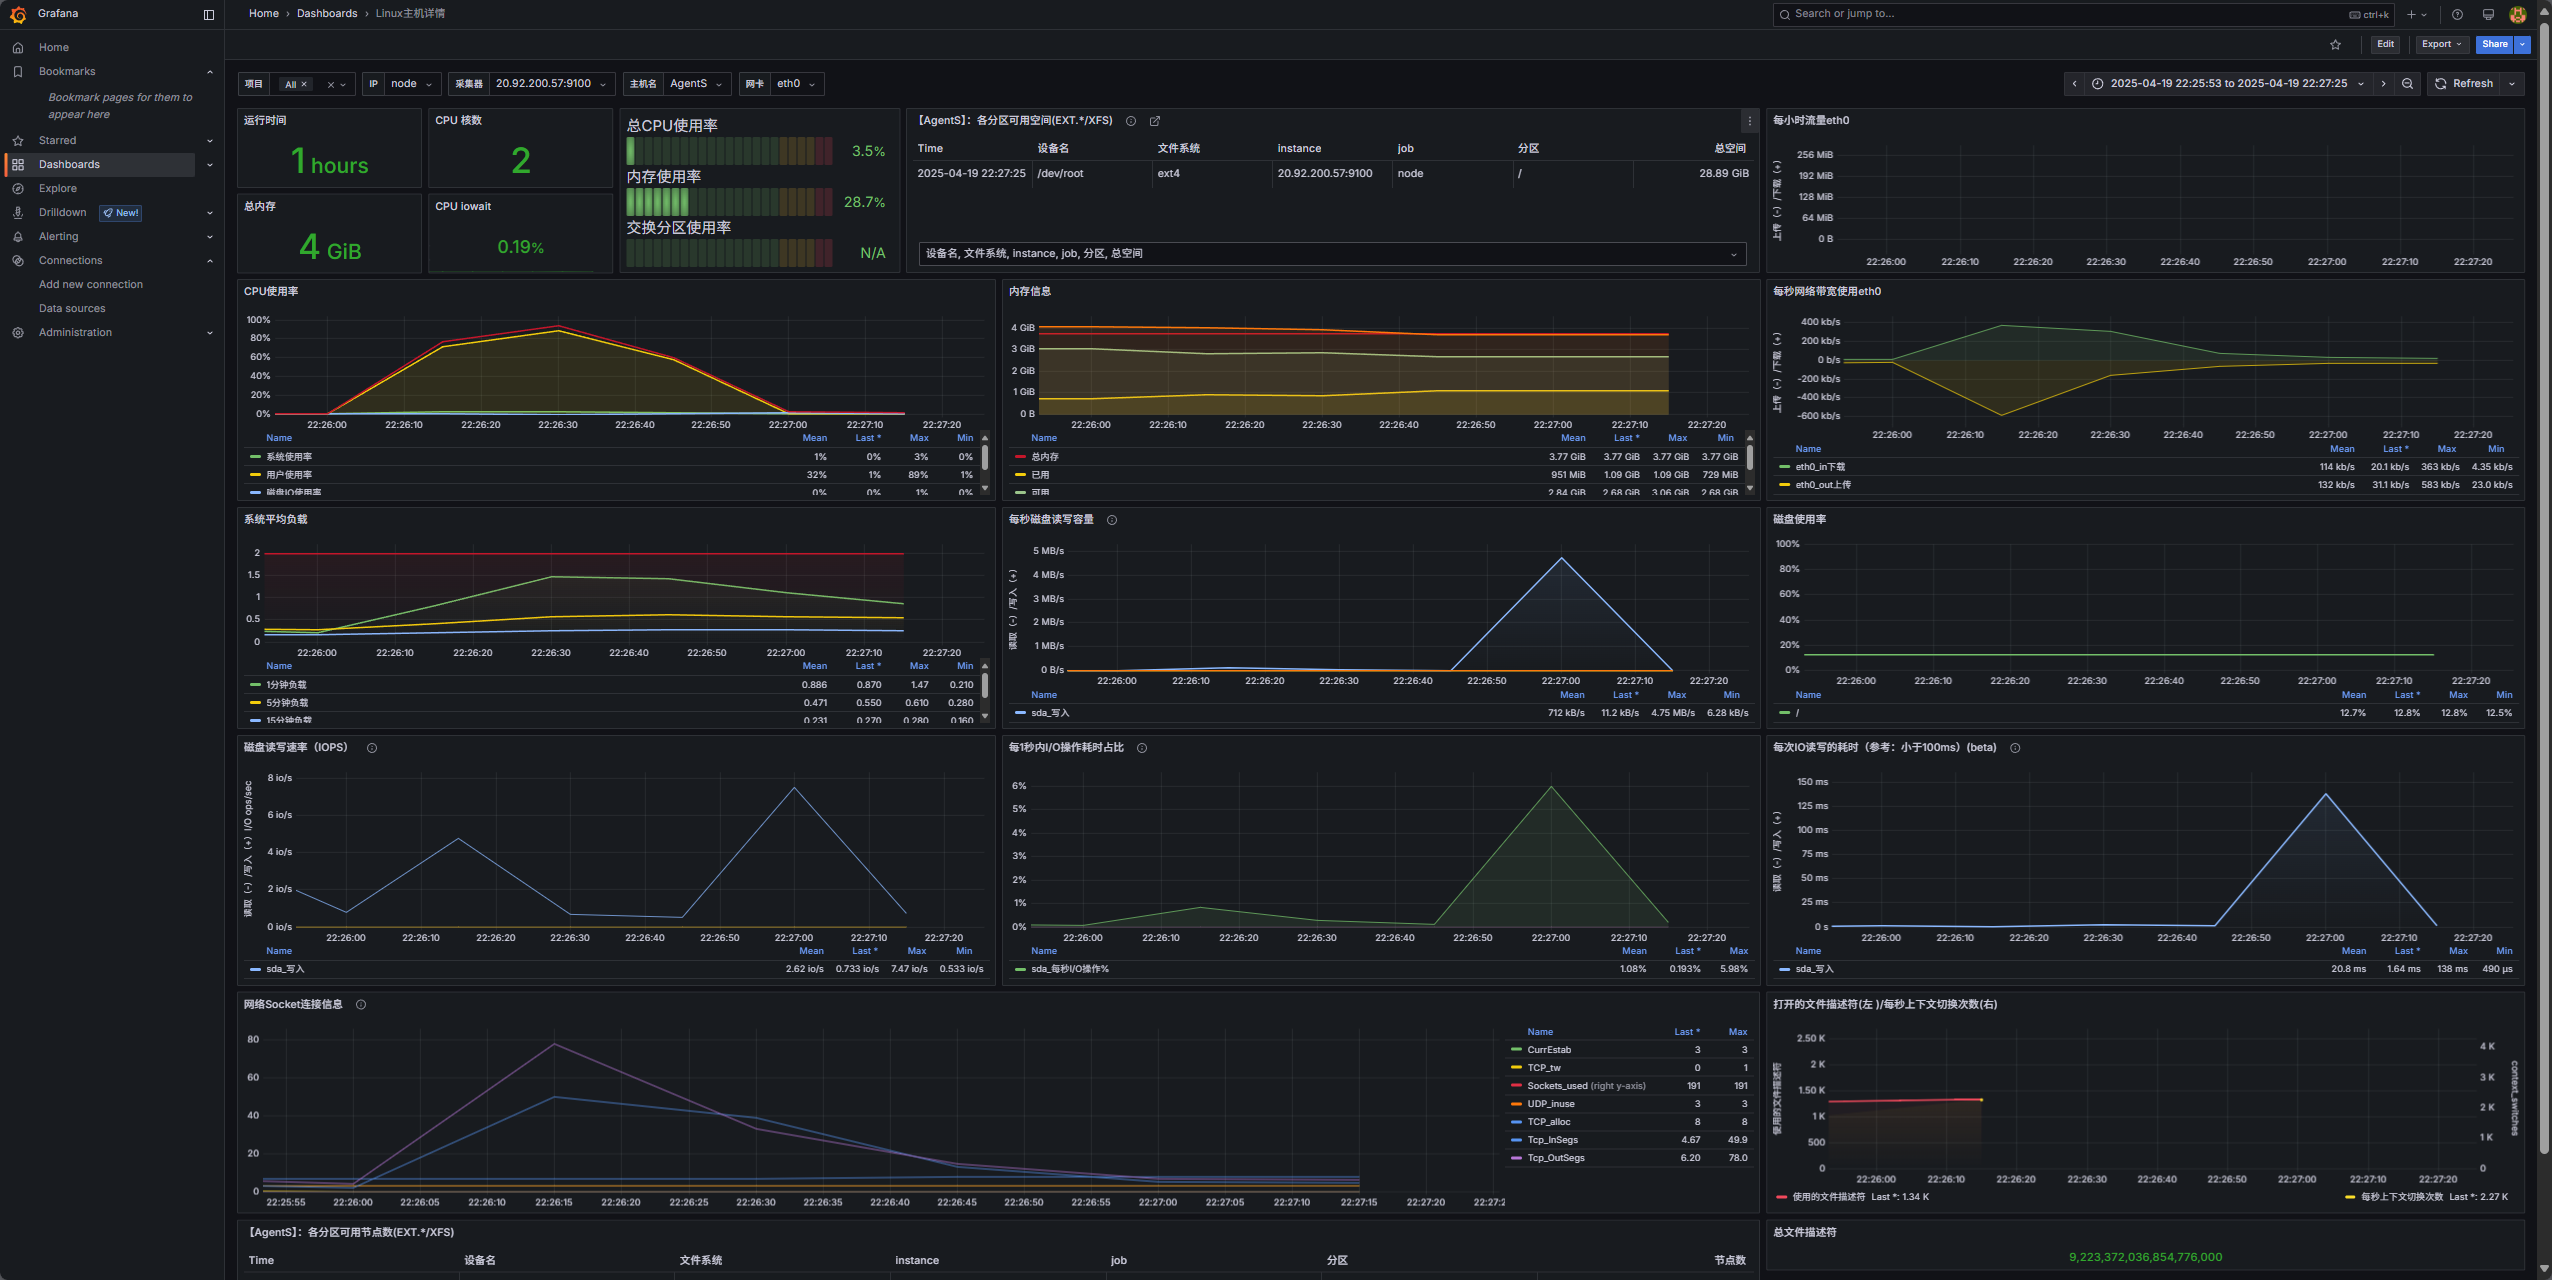 Grafana
Home › Dashboards › Linux主机详情
Search or jump to...
ctrl+k
Home
Bookmarks
Bookmark pages for them to
appear here
Starred
Dashboards
Explore
Drilldown New!
Alerting
Connections
Add new connection
Data sources
Administration
Edit
Export
Share
项目 All
IP node
采集器 20.92.200.57:9100
主机名 AgentS
网卡 eth0
2025-04-19 22:25:53 to 2025-04-19 22:27:25
Refresh
运行时间
1 hours
CPU 核数
2
总内存
4 GiB
CPU iowait
0.19%
总CPU使用率
3.5%
内存使用率
28.7%
交换分区使用率
N/A
【AgentS】：各分区可用空间(EXT.*/XFS)
Time 设备名 文件系统 instance job 分区 总空间
2025-04-19 22:27:25 /dev/root ext4 20.92.200.57:9100 node / 28.89 GiB
设备名, 文件系统, instance, job, 分区, 总空间
每小时流量eth0
上传（-）/下载（+）
256 MiB
192 MiB
128 MiB
64 MiB
0 B
22:26:00 22:26:10 22:26:20 22:26:30 22:26:40 22:26:50 22:27:00 22:27:10 22:27:20
CPU使用率
100%
80%
60%
40%
20%
0%
22:26:00 22:26:10 22:26:20 22:26:30 22:26:40 22:26:50 22:27:00 22:27:10 22:27:20
Name Mean Last * Max Min
系统使用率 1% 0% 3% 0%
用户使用率 32% 1% 89% 1%
磁盘IO使用率 0% 0% 1% 0%
内存信息
4 GiB
3 GiB
2 GiB
1 GiB
0 B
22:26:00 22:26:10 22:26:20 22:26:30 22:26:40 22:26:50 22:27:00 22:27:10 22:27:20
Name Mean Last * Max Min
总内存 3.77 GiB 3.77 GiB 3.77 GiB 3.77 GiB
已用 951 MiB 1.09 GiB 1.09 GiB 729 MiB
可用 2.84 GiB 2.68 GiB 3.06 GiB 2.68 GiB
每秒网络带宽使用eth0
上传（-）/下载（+）
400 kb/s
200 kb/s
0 b/s
-200 kb/s
-400 kb/s
-600 kb/s
22:26:00 22:26:10 22:26:20 22:26:30 22:26:40 22:26:50 22:27:00 22:27:10 22:27:20
Name Mean Last * Max Min
eth0_in下载 114 kb/s 20.1 kb/s 363 kb/s 4.35 kb/s
eth0_out上传 132 kb/s 31.1 kb/s 583 kb/s 23.0 kb/s
系统平均负载
2
1.5
1
0.5
0
22:26:00 22:26:10 22:26:20 22:26:30 22:26:40 22:26:50 22:27:00 22:27:10 22:27:20
Name Mean Last * Max Min
1分钟负载 0.886 0.870 1.47 0.210
5分钟负载 0.471 0.550 0.610 0.280
15分钟负载 0.231 0.270 0.280 0.160
每秒磁盘读写容量
读取（-）/写入（+）
5 MB/s
4 MB/s
3 MB/s
2 MB/s
1 MB/s
0 B/s
22:26:00 22:26:10 22:26:20 22:26:30 22:26:40 22:26:50 22:27:00 22:27:10 22:27:20
Name Mean Last * Max Min
sda_写入 712 kB/s 11.2 kB/s 4.75 MB/s 6.28 kB/s
磁盘使用率
100%
80%
60%
40%
20%
0%
22:26:00 22:26:10 22:26:20 22:26:30 22:26:40 22:26:50 22:27:00 22:27:10 22:27:20
Name Mean Last * Max Min
/ 12.7% 12.8% 12.8% 12.5%
磁盘读写速率（IOPS）
读取（-）/写入（+）I/O ops/sec
8 io/s
6 io/s
4 io/s
2 io/s
0 io/s
22:26:00 22:26:10 22:26:20 22:26:30 22:26:40 22:26:50 22:27:00 22:27:10 22:27:20
Name Mean Last * Max Min
sda_写入 2.62 io/s 0.733 io/s 7.47 io/s 0.533 io/s
每1秒内I/O操作耗时占比
6%
5%
4%
3%
2%
1%
0%
22:26:00 22:26:10 22:26:20 22:26:30 22:26:40 22:26:50 22:27:00 22:27:10 22:27:20
Name Mean Last * Max
sda_每秒I/O操作% 1.08% 0.193% 5.98%
每次IO读写的耗时（参考：小于100ms）(beta)
读取（-）/写入（+）
150 ms
125 ms
100 ms
75 ms
50 ms
25 ms
0 s
22:26:00 22:26:10 22:26:20 22:26:30 22:26:40 22:26:50 22:27:00 22:27:10 22:27:20
Name Mean Last * Max Min
sda_写入 20.8 ms 1.64 ms 138 ms 490 µs
网络Socket连接信息
80
60
40
20
0
22:25:55 22:26:00 22:26:05 22:26:10 22:26:15 22:26:20 22:26:25 22:26:30 22:26:35 22:26:40 22:26:45 22:26:50 22:26:55 22:27:00 22:27:05 22:27:10 22:27:15 22:27:20 22:27:2
Name Last * Max
CurrEstab 3 3
TCP_tw 0 1
Sockets_used (right y-axis) 191 191
UDP_inuse 3 3
TCP_alloc 8 8
Tcp_InSegs 4.67 49.9
Tcp_OutSegs 6.20 78.0
打开的文件描述符(左 )/每秒上下文切换次数(右)
使用的文件描述符
2.50 K
2 K
1.50 K
1 K
500
0
4 K
3 K
2 K
1 K
0
context_switches
22:26:00 22:26:10 22:26:20 22:26:30 22:26:40 22:26:50 22:27:00 22:27:10 22:27:20
使用的文件描述符 Last *: 1.34 K
每秒上下文切换次数 Last *: 2.27 K
【AgentS】：各分区可用节点数(EXT.*/XFS)
Time 设备名 文件系统 instance job 分区 节点数
总文件描述符
9,223,372,036,854,776,000